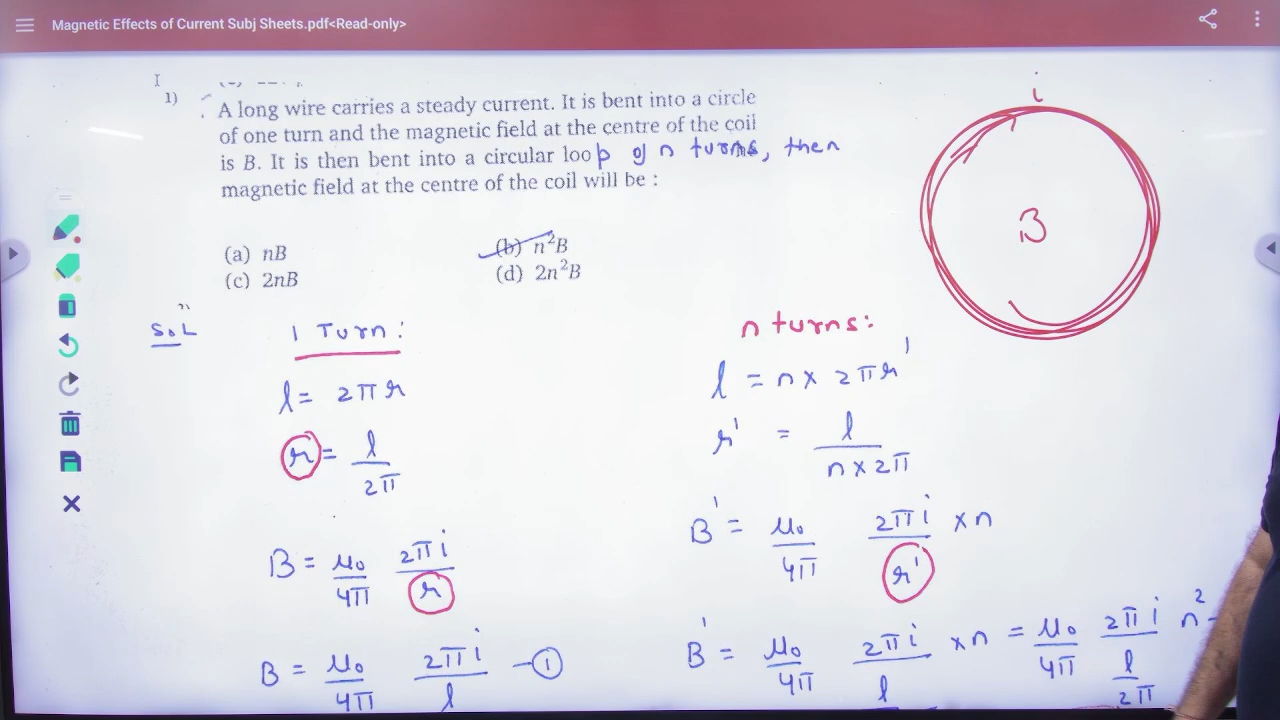 Magnetic Effects of Current Subj Sheets.pdf<Read-only>
1)
A long wire carries a steady current. It is bent into a circle
of one turn and the magnetic field at the centre of the coil
is B. It is then bent into a circular loop of n turns, then
magnetic field at the centre of the coil will be :
(a) nB
(b) n²B
(c) 2nB
(d) 2n²B
i
B
Sol
1 Turn:
l = 2πr
r = l/2π
B = μ₀/4π 2πi/r
B = μ₀/4π 2πi/l —①
n turns:
l = n × 2πr'
r' = l/n×2π
B' = μ₀/4π 2πi/r' × n
B' = μ₀/4π 2πi/l × n = μ₀/4π 2πi/(l/2π) n²